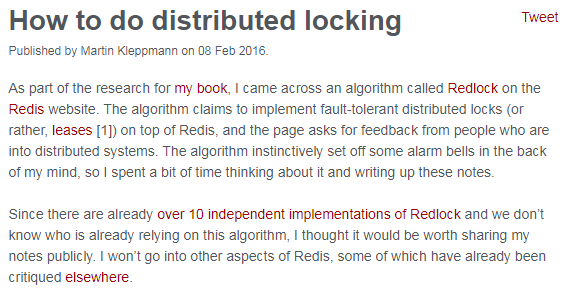 How to do distributed locking
Tweet
Published by Martin Kleppmann on 08 Feb 2016.
As part of the research for my book, I came across an algorithm called Redlock on the
Redis website. The algorithm claims to implement fault-tolerant distributed locks (or
rather, leases [1]) on top of Redis, and the page asks for feedback from people who are
into distributed systems. The algorithm instinctively set off some alarm bells in the back
of my mind, so I spent a bit of time thinking about it and writing up these notes.
Since there are already over 10 independent implementations of Redlock and we don’t
know who is already relying on this algorithm, I thought it would be worth sharing my
notes publicly. I won’t go into other aspects of Redis, some of which have already been
critiqued elsewhere.